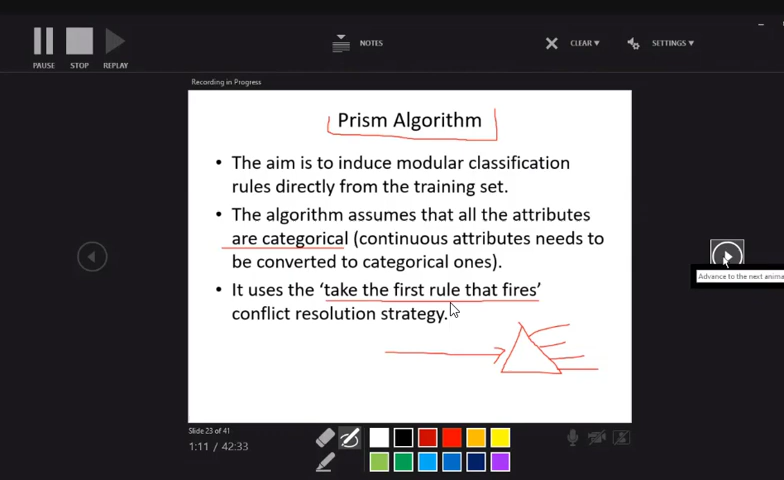 NOTES
CLEAR
SETTINGS
PAUSE
STOP
REPLAY
Recording in Progress
Prism Algorithm
• The aim is to induce modular classification
rules directly from the training set.
• The algorithm assumes that all the attributes
are categorical (continuous attributes needs to
be converted to categorical ones).
• It uses the ‘take the first rule that fires’
conflict resolution strategy.
Advance to the next anima
Slide 23 of 41
1:11 / 42:33